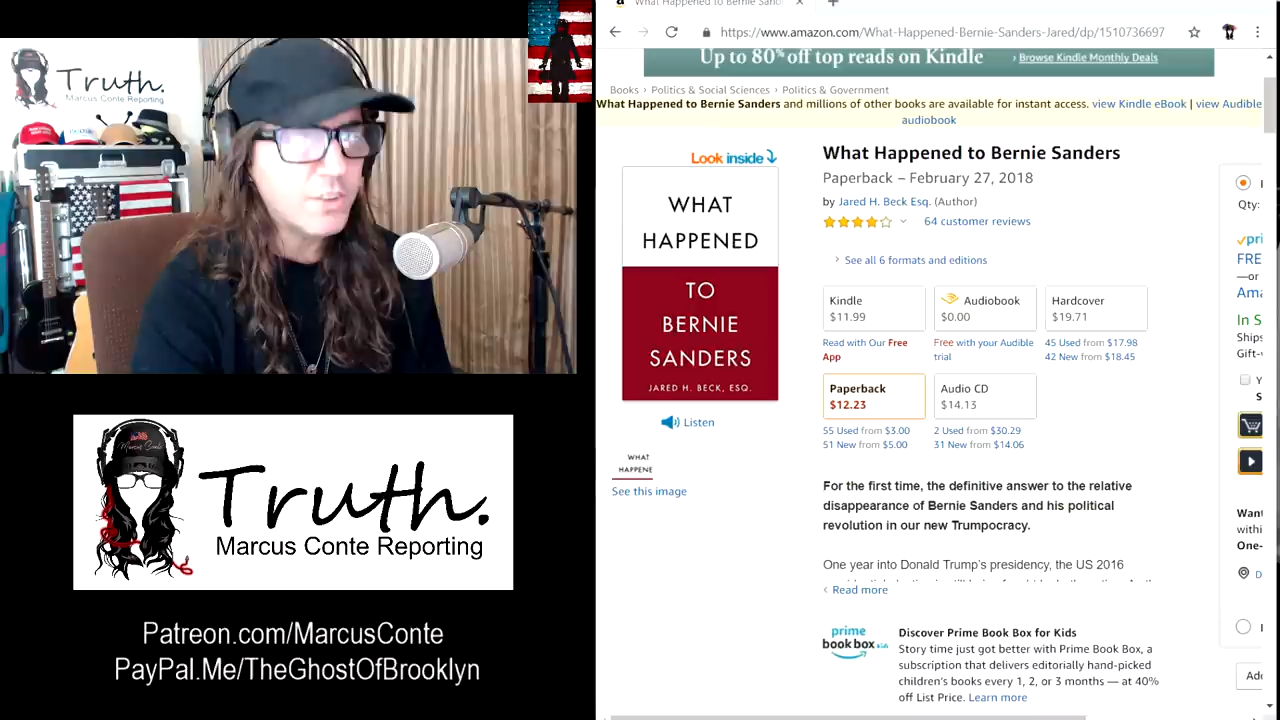 Truth.
Marcus Conte Reporting
Truth.
Marcus Conte Reporting
Patreon.com/MarcusConte
PayPal.Me/TheGhostOfBrooklyn
What Happened to Bernie Sand
https://www.amazon.com/What-Happened-Bernie-Sanders-Jared/dp/1510736697
Up to 80% off top reads on Kindle
› Browse Kindle Monthly Deals
Books › Politics & Social Sciences › Politics & Government
What Happened to Bernie Sanders and millions of other books are available for instant access. view Kindle eBook | view Audible
audiobook
Look inside
WHAT
HAPPENED
TO
BERNIE
SANDERS
JARED H. BECK, ESQ.
Listen
WHAT
HAPPENE
See this image
What Happened to Bernie Sanders
Paperback – February 27, 2018
by Jared H. Beck Esq. (Author)
64 customer reviews
› See all 6 formats and editions
Kindle
$11.99
Audiobook
$0.00
Hardcover
$19.71
Read with Our Free
App
Free with your Audible
trial
45 Used from $17.98
42 New from $18.45
Paperback
$12.23
Audio CD
$14.13
55 Used from $3.00
51 New from $5.00
2 Used from $30.29
31 New from $14.06
For the first time, the definitive answer to the relative
disappearance of Bernie Sanders and his political
revolution in our new Trumpocracy.
One year into Donald Trump's presidency, the US 2016
‹ Read more
prime
book box kids
Discover Prime Book Box for Kids
Story time just got better with Prime Book Box, a
subscription that delivers editorially hand-picked
children's books every 1, 2, or 3 months — at 40%
off List Price. Learn more
Qty:
pri
FRE
—or
Ama
In S
Ships
Gift-v
Y
S
Want
withi
One-
D
Add